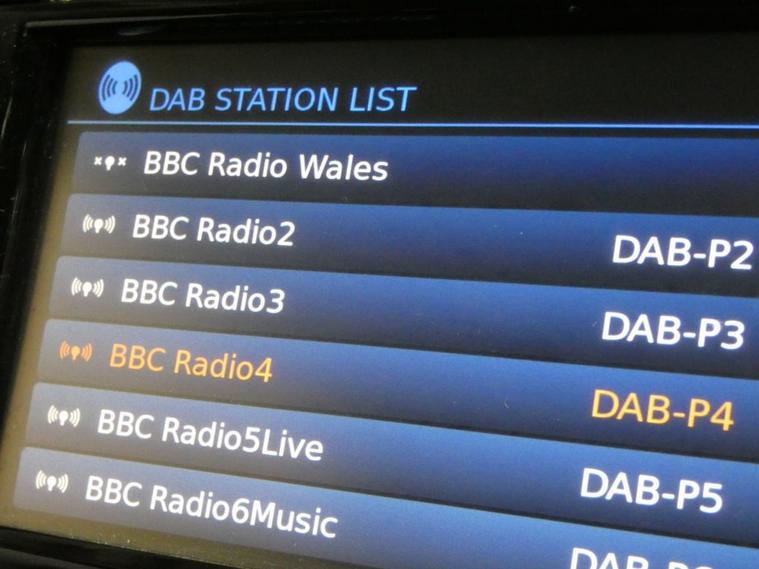 DAB STATION LIST
BBC Radio Wales
BBC Radio2 DAB-P2
BBC Radio3 DAB-P3
BBC Radio4 DAB-P4
BBC Radio5Live DAB-P5
BBC Radio6Music